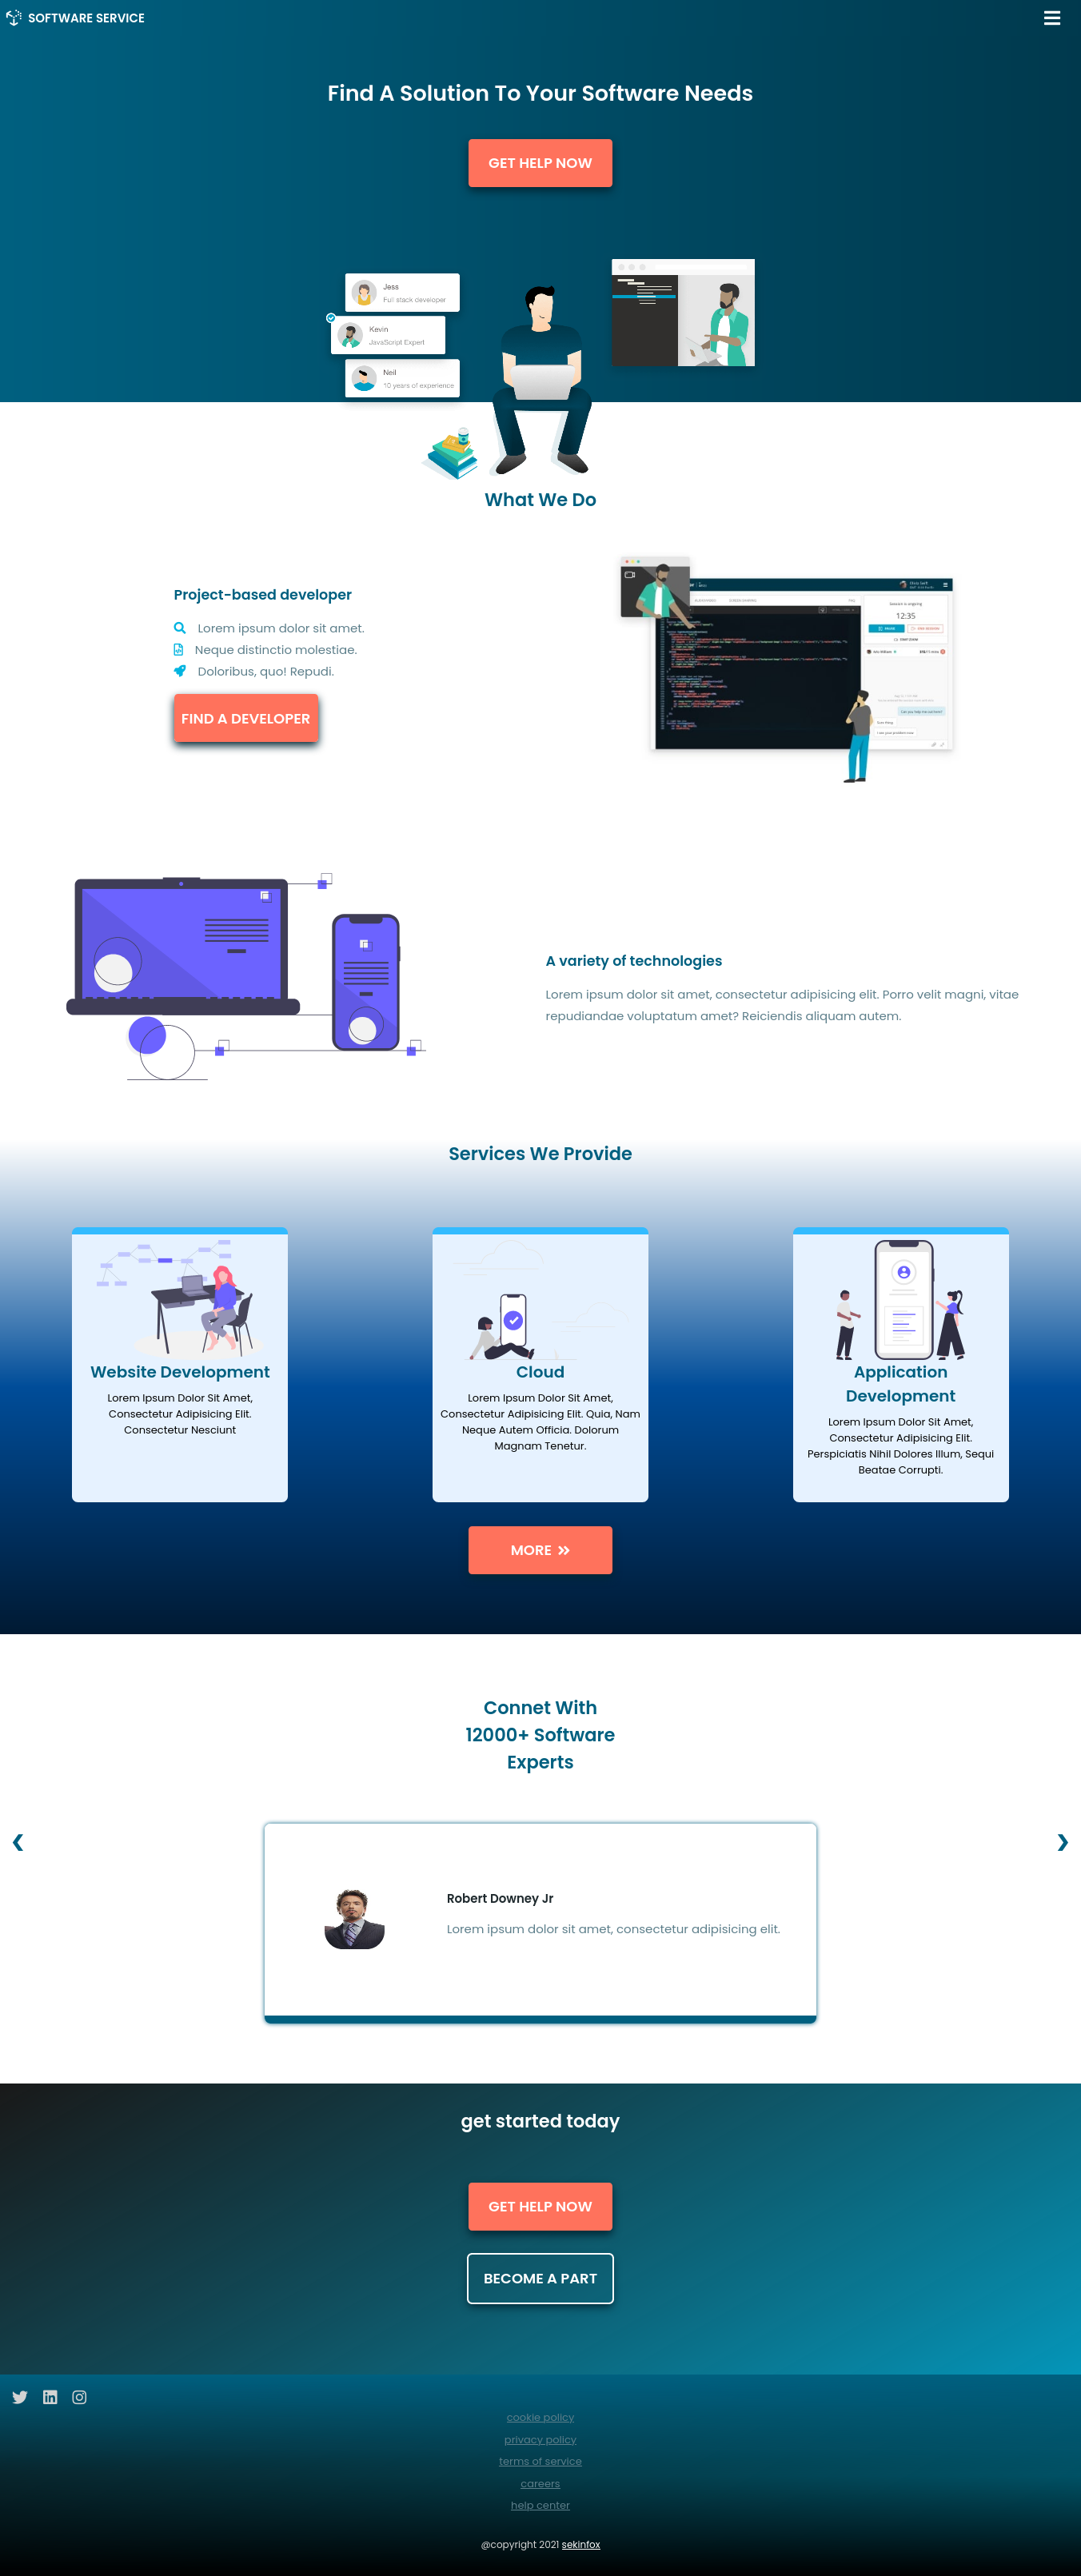 SOFTWARE SERVICE
Find A Solution To Your Software Needs
GET HELP NOW
Jess
Full stack developer
Kevin
JavaScript Expert
Neil
10 years of experience
What We Do
Project-based developer
Lorem ipsum dolor sit amet.
Neque distinctio molestiae.
Doloribus, quo! Repudi.
FIND A DEVELOPER
12:35
A variety of technologies
Lorem ipsum dolor sit amet, consectetur adipisicing elit. Porro velit magni, vitae
repudiandae voluptatum amet? Reiciendis aliquam autem.
Services We Provide
Website Development
Lorem Ipsum Dolor Sit Amet,
Consectetur Adipisicing Elit.
Consectetur Nesciunt
Cloud
Lorem Ipsum Dolor Sit Amet,
Consectetur Adipisicing Elit. Quia, Nam
Neque Autem Officia. Dolorum
Magnam Tenetur.
Application
Development
Lorem Ipsum Dolor Sit Amet,
Consectetur Adipisicing Elit.
Perspiciatis Nihil Dolores Illum, Sequi
Beatae Corrupti.
MORE
Connet With
12000+ Software
Experts
Robert Downey Jr
Lorem ipsum dolor sit amet, consectetur adipisicing elit.
get started today
GET HELP NOW
BECOME A PART
cookie policy
privacy policy
terms of service
careers
help center
@copyright 2021 sekinfox